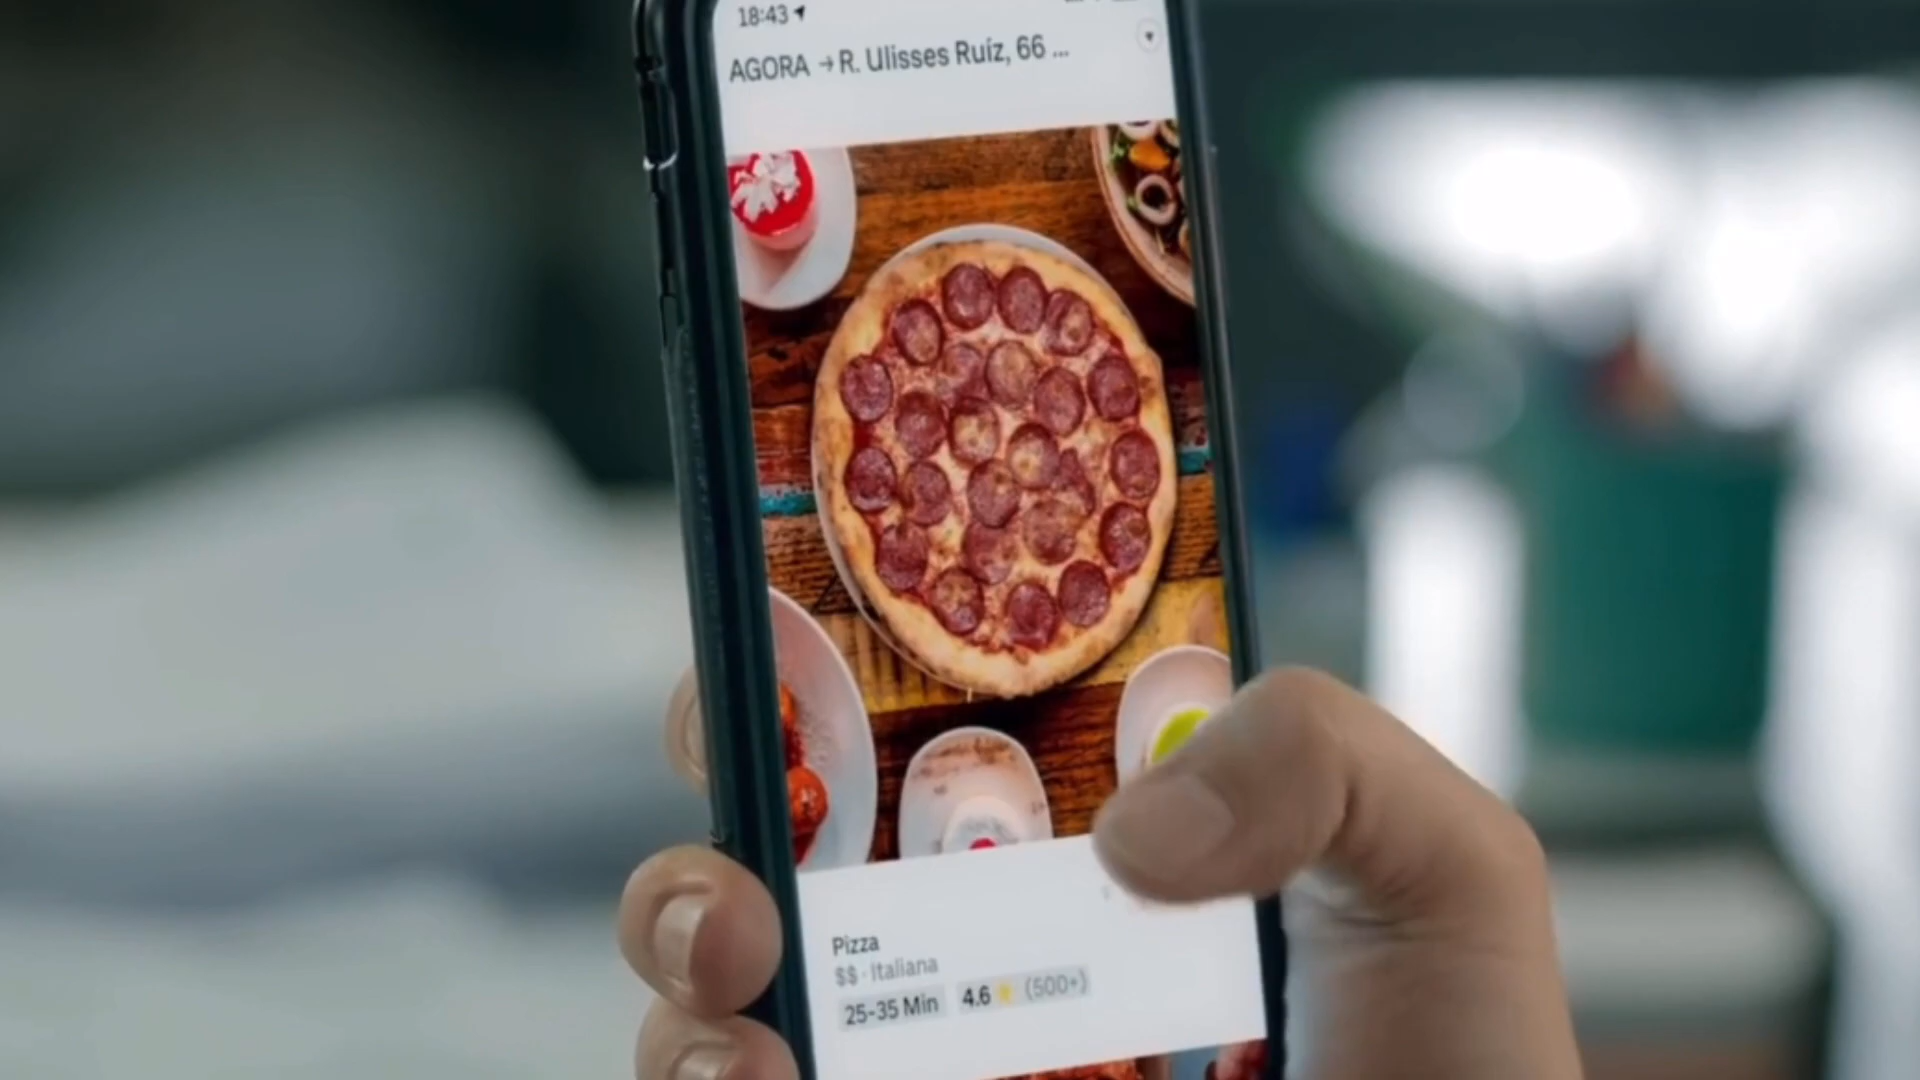 18:43
AGORA → R. Ulisses Ruíz, 66 ...
Pizza
$$ · Italiana
25-35 Min 4.6 ★ (500+)